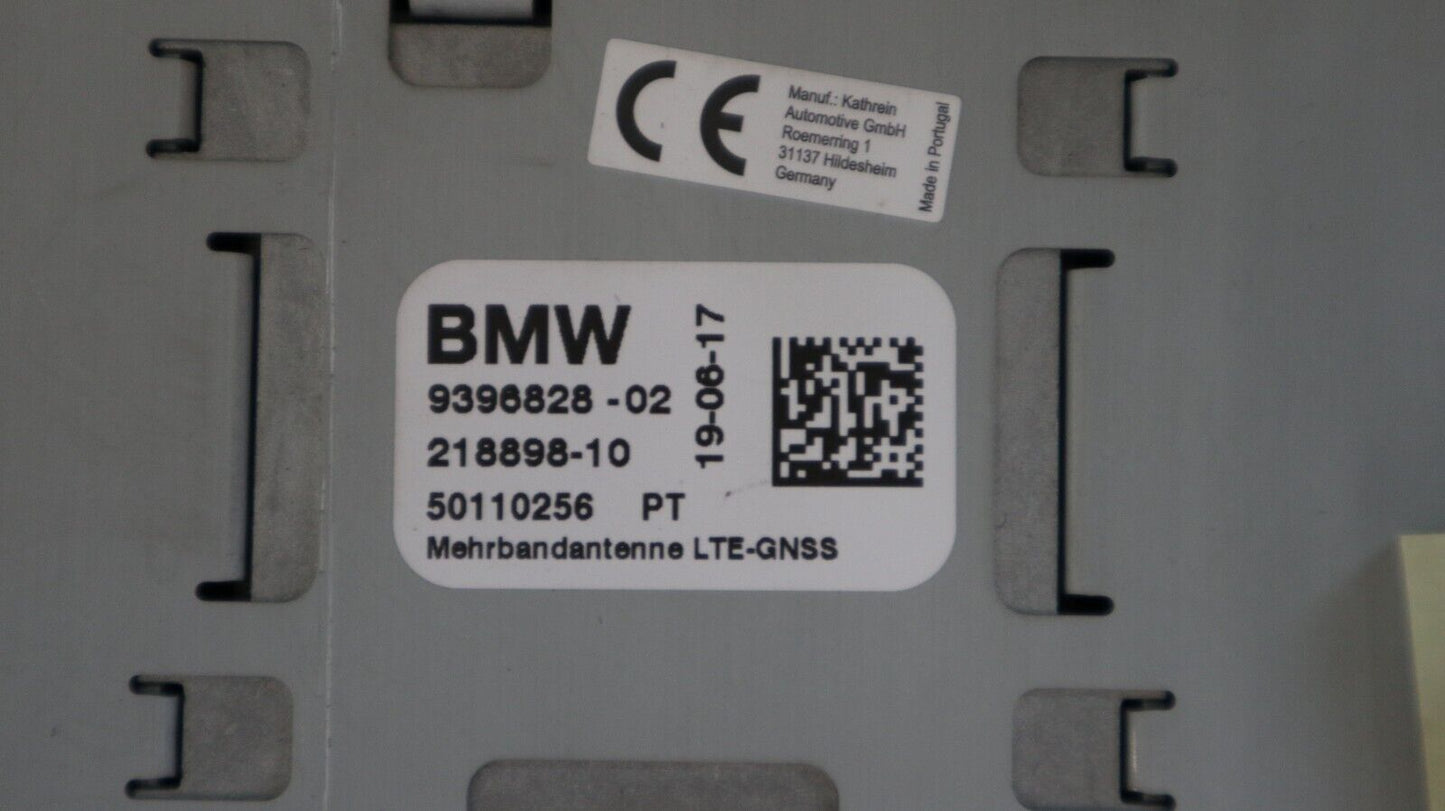 CE
Manuf.: Kathrein
Automotive GmbH
Roemerring 1
31137 Hildesheim
Germany
Made in Portugal
BMW
9396828 -02
218898-10
50110256 PT
Mehrbandantenne LTE-GNSS
19-06-17